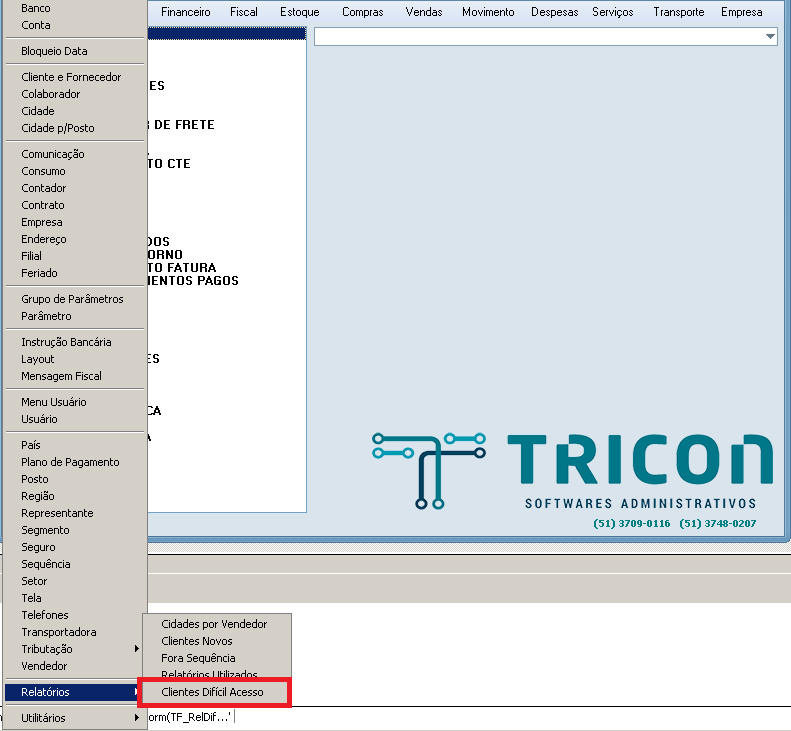 Financeiro Fiscal Estoque Compras Vendas Movimento Despesas Serviços Transporte Empresa
Banco
Conta
Bloqueio Data
Cliente e Fornecedor
Colaborador
Cidade
Cidade p/Posto
Comunicação
Consumo
Contador
Contrato
Empresa
Endereço
Filial
Feriado
Grupo de Parâmetros
Parâmetro
Instrução Bancária
Layout
Mensagem Fiscal
Menu Usuário
Usuário
País
Plano de Pagamento
Posto
Região
Representante
Segmento
Seguro
Sequência
Setor
Tela
Telefones
Transportadora
Tributação
Vendedor
Relatórios
Utilitários
ES
DE FRETE
TO CTE
DOS
ORNO
TO FATURA
IENTOS PAGOS
ES
CA
A
TRICON
SOFTWARES ADMINISTRATIVOS
(51) 3709-0116 (51) 3748-0207
Cidades por Vendedor
Clientes Novos
Fora Sequência
Relatórios Utilizados
Clientes Difícil Acesso
orm(TF_RelDif...'